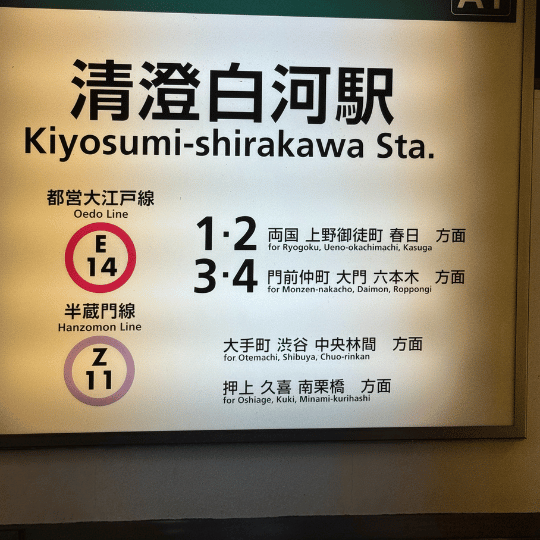 A1
清澄白河駅
Kiyosumi-shirakawa Sta.
都営大江戸線
Oedo Line
E
14
1・2 両国 上野御徒町 春日 方面
for Ryogoku, Ueno-okachimachi, Kasuga
3・4 門前仲町 大門 六本木 方面
for Monzen-nakacho, Daimon, Roppongi
半蔵門線
Hanzomon Line
Z
11
大手町 渋谷 中央林間 方面
for Otemachi, Shibuya, Chuo-rinkan
押上 久喜 南栗橋 方面
for Oshiage, Kuki, Minami-kurihashi